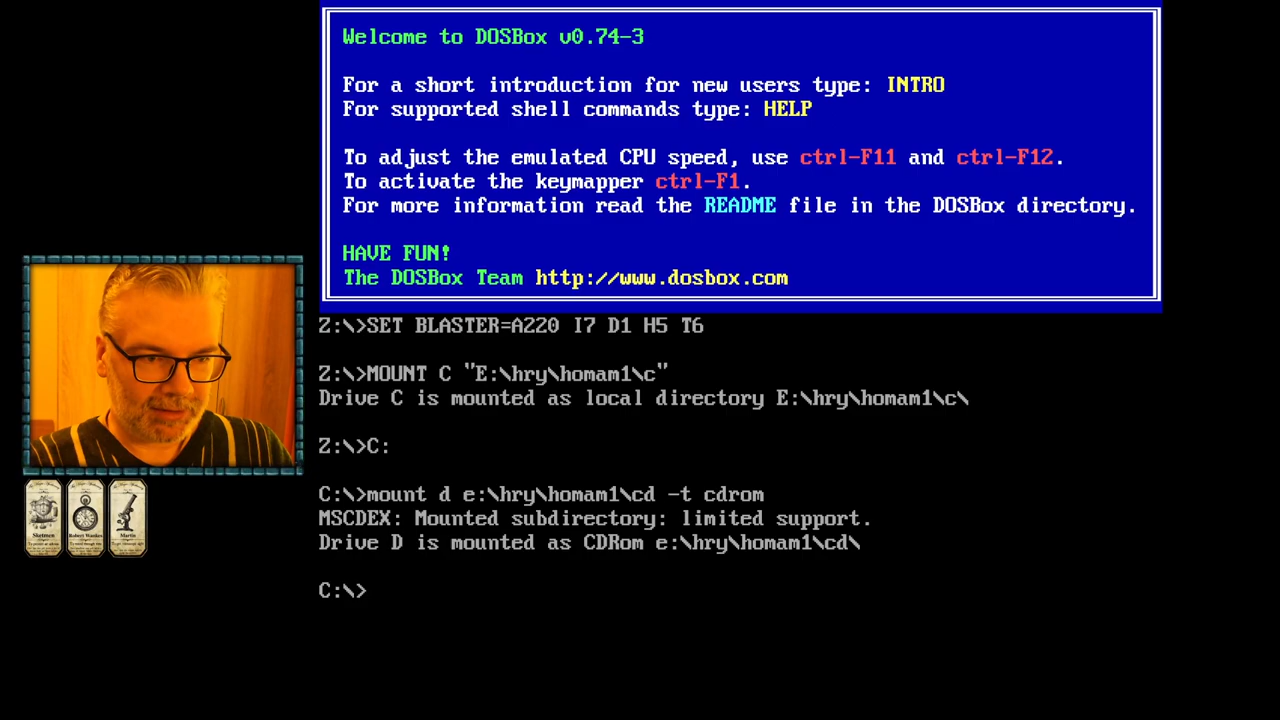 Welcome to DOSBox v0.74-3
For a short introduction for new users type: INTRO
For supported shell commands type: HELP
To adjust the emulated CPU speed, use ctrl-F11 and ctrl-F12.
To activate the keymapper ctrl-F1.
For more information read the README file in the DOSBox directory.
HAVE FUN!
The DOSBox Team http://www.dosbox.com
Z:\>SET BLASTER=A220 I7 D1 H5 T6
Z:\>MOUNT C "E:\hry\homam1\c"
Drive C is mounted as local directory E:\hry\homam1\c\
Z:\>C:
C:\>mount d e:\hry\homam1\cd -t cdrom
MSCDEX: Mounted subdirectory: limited support.
Drive D is mounted as CDRom e:\hry\homam1\cd\
C:\>
Martin